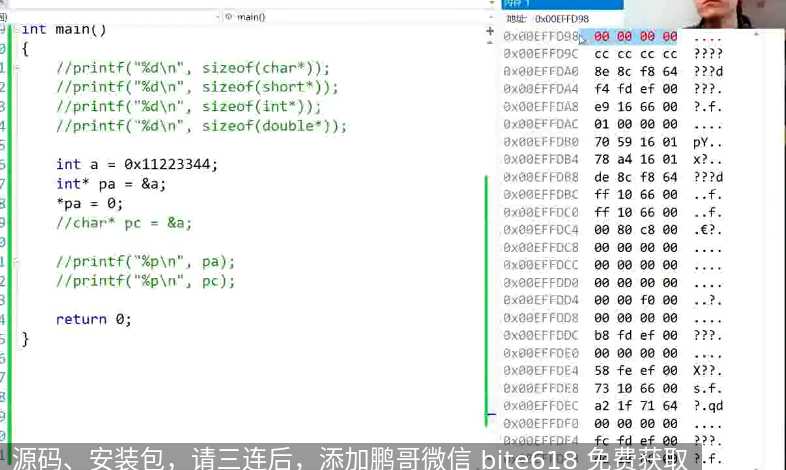 main()
内存 1
地址: 0x00EFFD98
int main()
{
//printf("%d\n", sizeof(char*));
//printf("%d\n", sizeof(short*));
//printf("%d\n", sizeof(int*));
//printf("%d\n", sizeof(double*));
int a = 0x11223344;
int* pa = &a;
*pa = 0;
//char* pc = &a;
//printf("%p\n", pa);
//printf("%p\n", pc);
return 0;
}
0x00EFFD98 00 00 00 00 ....
0x00EFFD9C cc cc cc cc ????
0x00EFFDA0 8e 8c f8 64 ???d
0x00EFFDA4 f4 fd ef 00 ???.
0x00EFFDA8 e9 16 66 00 ?.f.
0x00EFFDAC 01 00 00 00 ....
0x00EFFDB0 70 59 16 01 pY..
0x00EFFDB4 78 a4 16 01 x?..
0x00EFFDB8 de 8c f8 64 ???d
0x00EFFDBC ff 10 66 00 ..f.
0x00EFFDC0 ff 10 66 00 ..f.
0x00EFFDC4 00 80 c8 00 .€?.
0x00EFFDC8 00 00 00 00 ....
0x00EFFDCC 00 00 00 00 ....
0x00EFFDD0 00 00 00 00 ....
0x00EFFDD4 00 00 f0 00 ..?.
0x00EFFDD8 00 00 00 00 ....
0x00EFFDDC b8 fd ef 00 ???.
0x00EFFDE0 00 00 00 00 ....
0x00EFFDE4 58 fe ef 00 X??.
0x00EFFDE8 73 10 66 00 s.f.
0x00EFFDEC a2 1f 71 64 ?.qd
0x00EFFDF0 00 00 00 00 ....
0x00EFFDF4 fc fd ef 00 ???.
源码、安装包，请三连后，添加鹏哥微信 bite618 免费获取